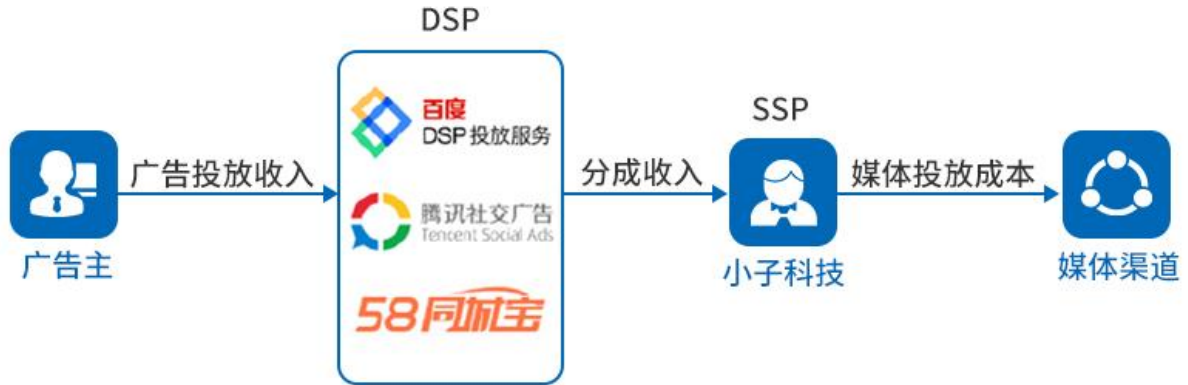 DSP
百度
DSP投放服务
SSP
广告投放收入
腾讯社交广告
Tencent Social Ads
分成收入
媒体投放成本
广告主
58同城宝
小子科技
媒体渠道